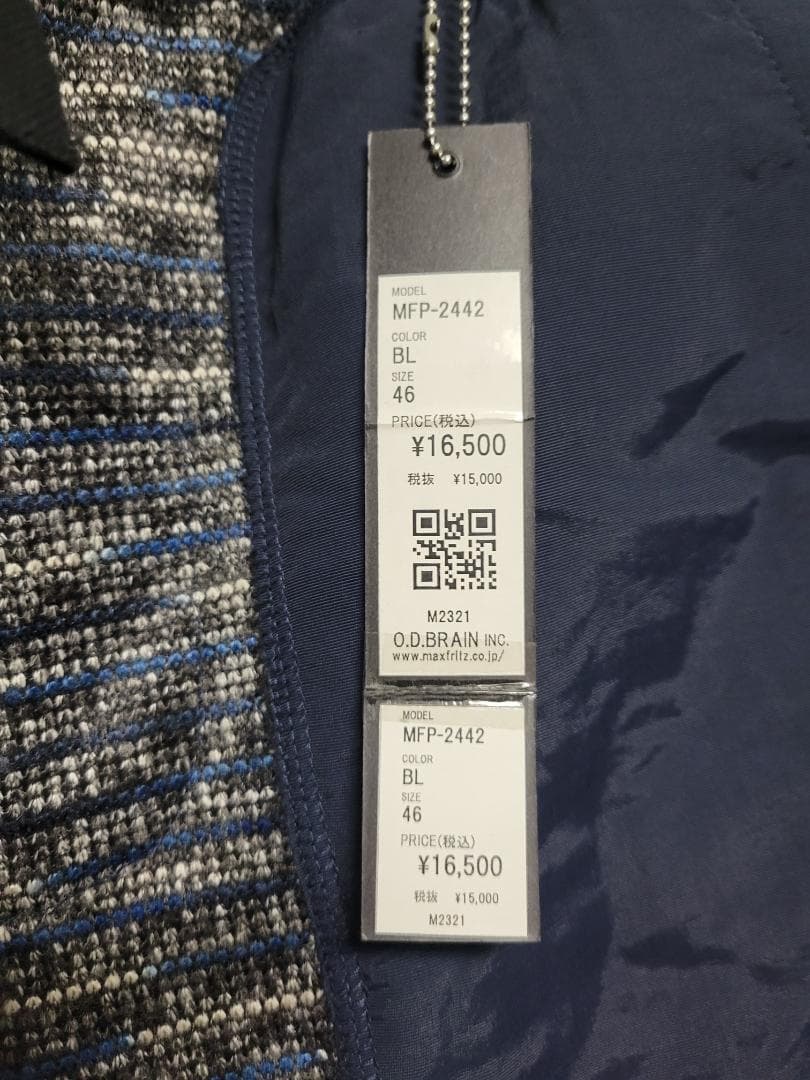 MODEL
MFP-2442
COLOR
BL
SIZE
46
PRICE(税込)
¥16,500
税抜 ¥15,000
M2321
O.D.BRAIN INC.
www.maxfritz.co.jp/
MODEL
MFP-2442
COLOR
BL
SIZE
46
PRICE(税込)
¥16,500
税抜 ¥15,000
M2321